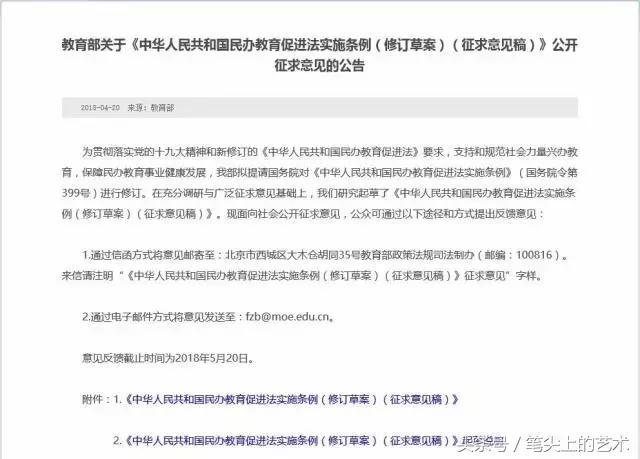 教育部关于《中华人民共和国民办教育促进法实施条例（修订草案）（征求意见稿）》公开
征求意见的公告
2018-04-20 来源：教育部
为贯彻落实党的十九大精神和新修订的《中华人民共和国民办教育促进法》要求，支持和规范社会力量兴办教
育，保障民办教育事业健康发展，我部拟提请国务院对《中华人民共和国民办教育促进法实施条例》（国务院令第
399号）进行修订。在充分调研与广泛征求意见基础上，我们研究起草了《中华人民共和国民办教育促进法实施条
例（修订草案）（征求意见稿）》。现面向社会公开征求意见，公众可通过以下途径和方式提出反馈意见：
1.通过信函方式将意见邮寄至：北京市西城区大木仓胡同35号教育部政策法规司法制办（邮编：100816）。
来信请注明“《中华人民共和国民办教育促进法实施条例（修订草案）（征求意见稿）》征求意见”字样。
2.通过电子邮件方式将意见发送至：fzb@moe.edu.cn。
意见反馈截止时间为2018年5月20日。
附件：1.《中华人民共和国民办教育促进法实施条例（修订草案）（征求意见稿）》
2.《中华人民共和国民办教育促进法实施条例（修订草案）（征求意见稿）》起草说明
头条号 / 笔尖上的艺术